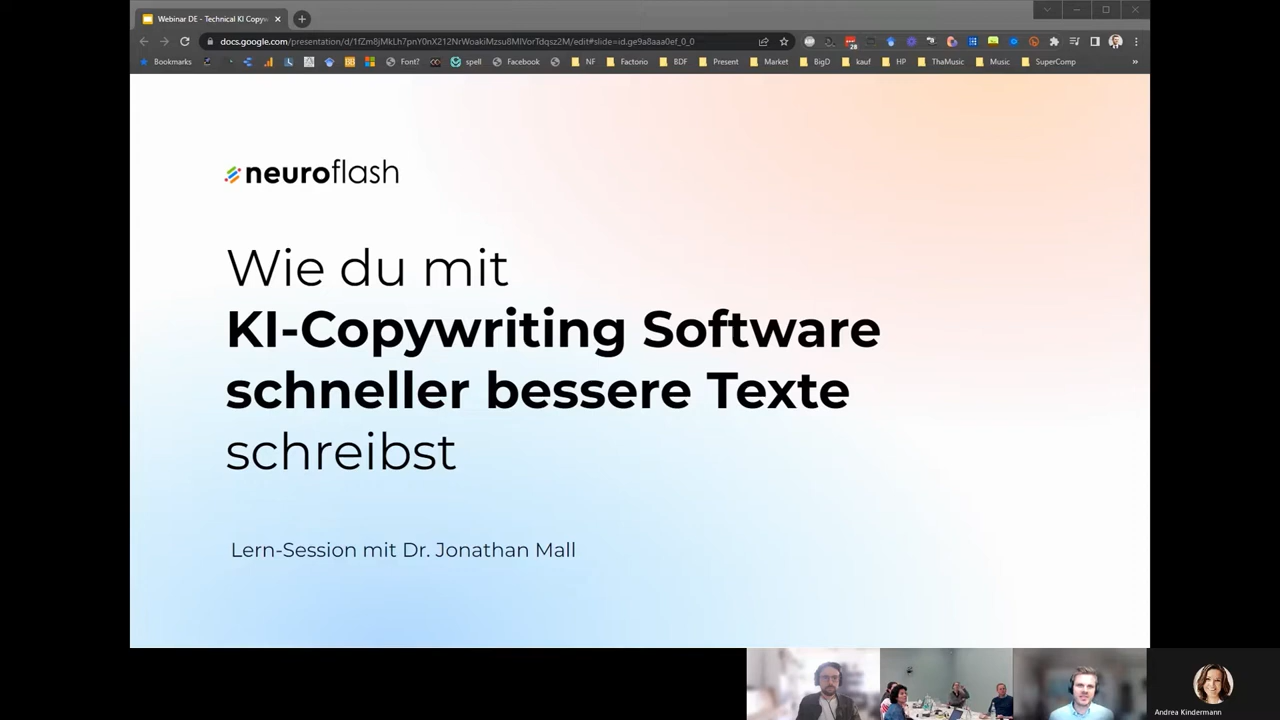 Webinar DE - Technical KI Copyw
docs.google.com/presentation/d/1fZm8jMkLh7pnY0nX212NrWoakiMzsu8MIVorTdqsz2M/edit#slide=id.ge9a8aaa0ef_0_0
28
Bookmarks Font? spell Facebook NF Factorio BDF Present Market BigD kauf HP ThaMusic Music SuperComp »
neuroflash
Wie du mit
KI-Copywriting Software
schneller bessere Texte
schreibst
Lern-Session mit Dr. Jonathan Mall
Andrea Kindermann